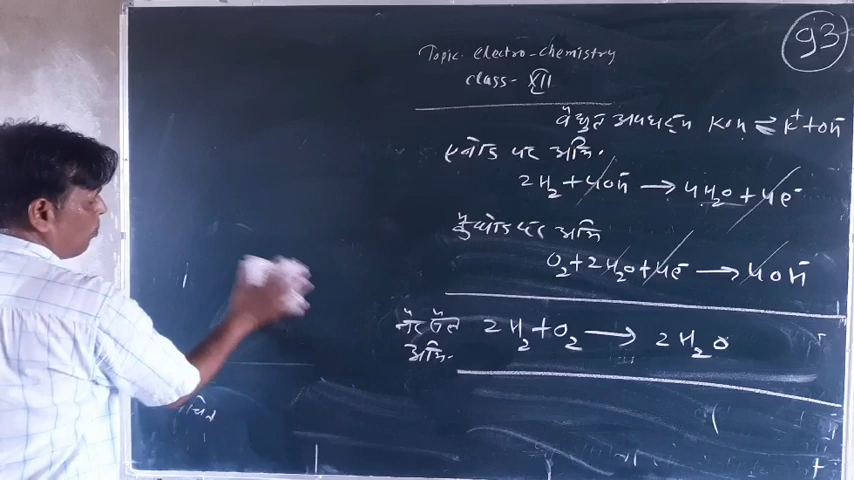 93
Topic. electro-chemistry
class- XII
वैद्युत अपघटन KOH ⇌ K⁺ + OH⁻
एनोड पर अभि.
2H₂ + 4OH⁻ → 4H₂O + 4e⁻
कैथोड पर अभि
O₂ + 2H₂O + 4e⁻ → 4OH⁻
2H₂ + O₂ → 2H₂O
अभि.